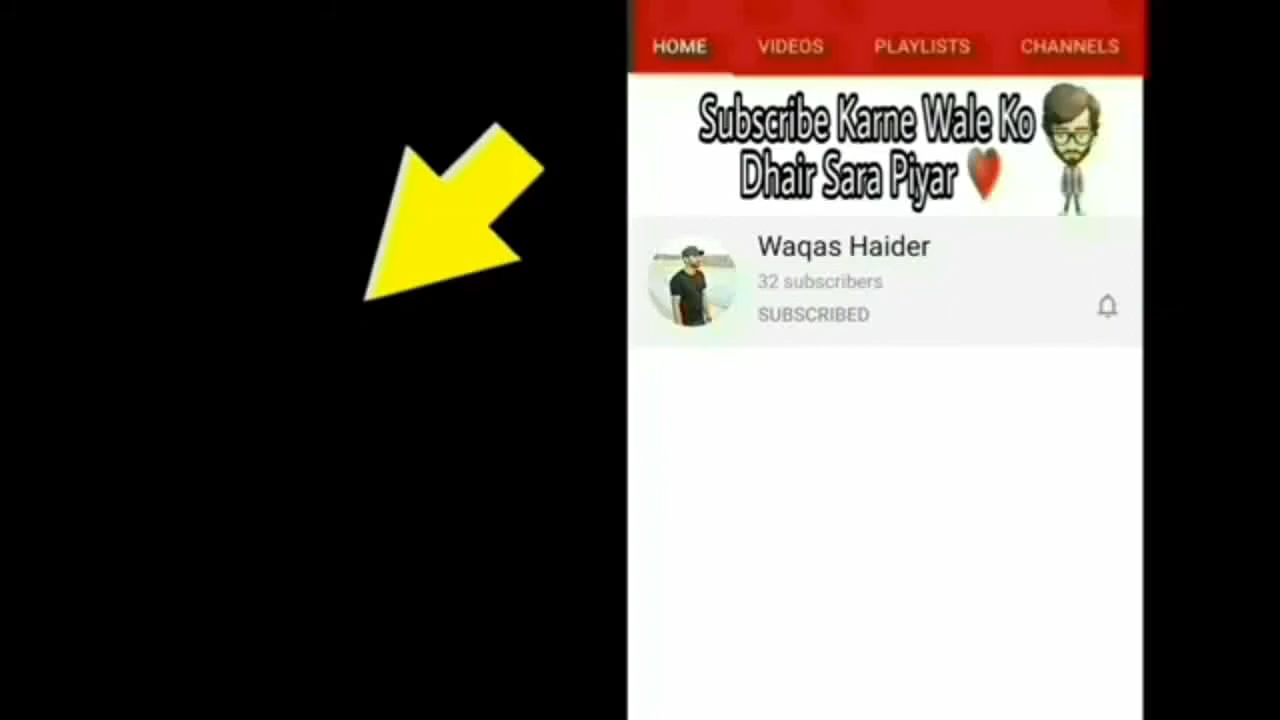 HOME VIDEOS PLAYLISTS CHANNELS
Subscribe Karne Wale Ko
Dhair Sara Piyar
Waqas Haider
32 subscribers
SUBSCRIBED